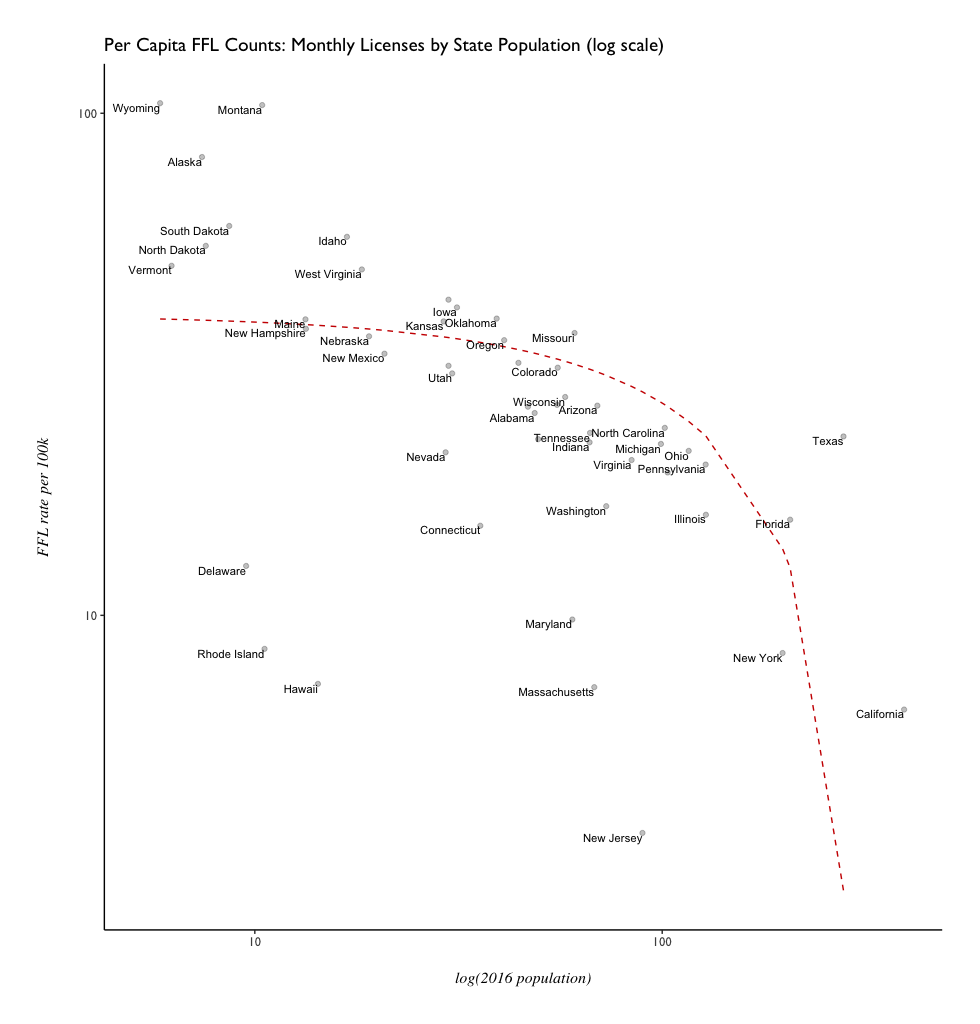 Per Capita FFL Counts: Monthly Licenses by State Population (log scale)
100
Wyoming
Montana
Alaska
South Dakota
Idaho
North Dakota
Vermont
West Virginia
Iowa
Maine
Kansas
Oklahoma
New Hampshire
Nebraska
Oregon
Missouri
New Mexico
Utah
Colorado
Wisconsin
Arizona
Alabama
Tennessee
North Carolina
Indiana
Michigan
Texas
Nevada
Ohio
Virginia
Pennsylvania
FFL rate per 100k
Washington
Illinois
Florida
Connecticut
Delaware
10
Maryland
Rhode Island
New York
Hawaii
Massachusetts
California
New Jersey
10
100
log(2016 population)